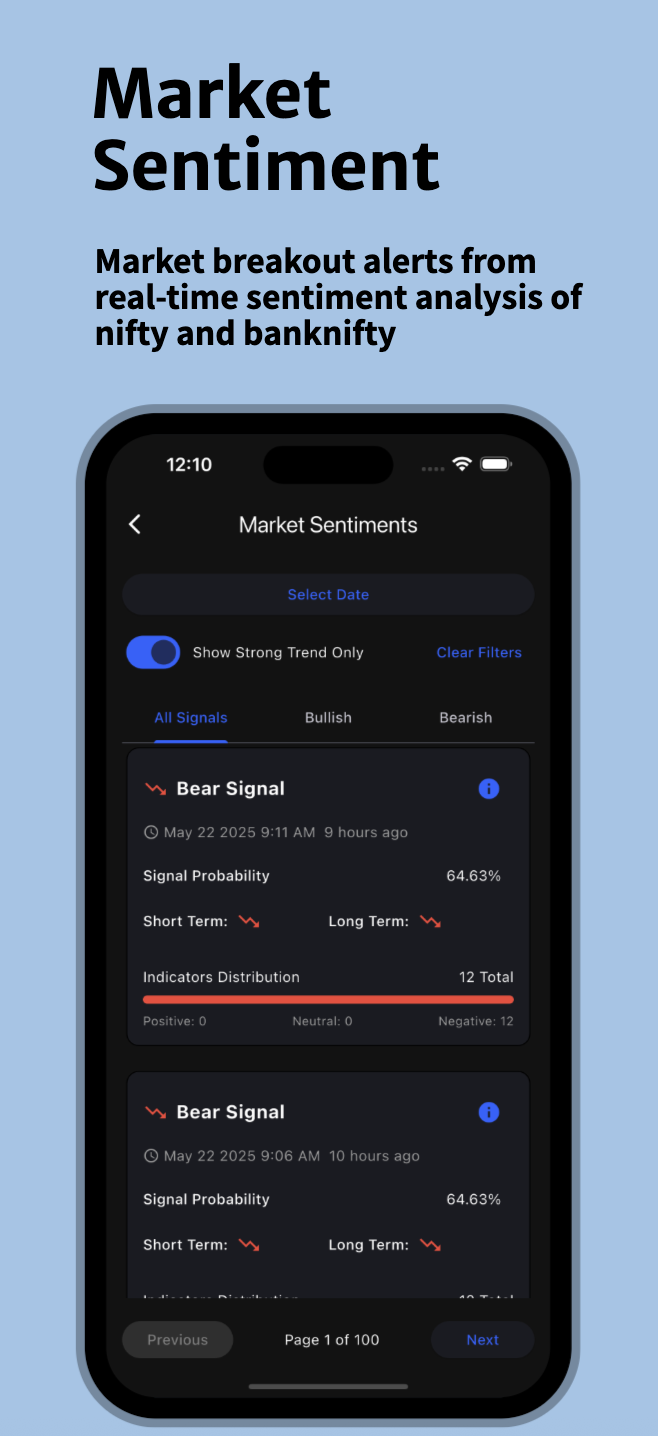 Market
Sentiment
Market breakout alerts from
real-time sentiment analysis of
nifty and banknifty
12:10
Market Sentiments
Select Date
Show Strong Trend Only Clear Filters
All Signals Bullish Bearish
Bear Signal
May 22 2025 9:11 AM 9 hours ago
Signal Probability 64.63%
Short Term: Long Term:
Indicators Distribution 12 Total
Positive: 0 Neutral: 0 Negative: 12
Bear Signal
May 22 2025 9:06 AM 10 hours ago
Signal Probability 64.63%
Short Term: Long Term:
Indicators Distribution 12 Total
Previous Page 1 of 100 Next